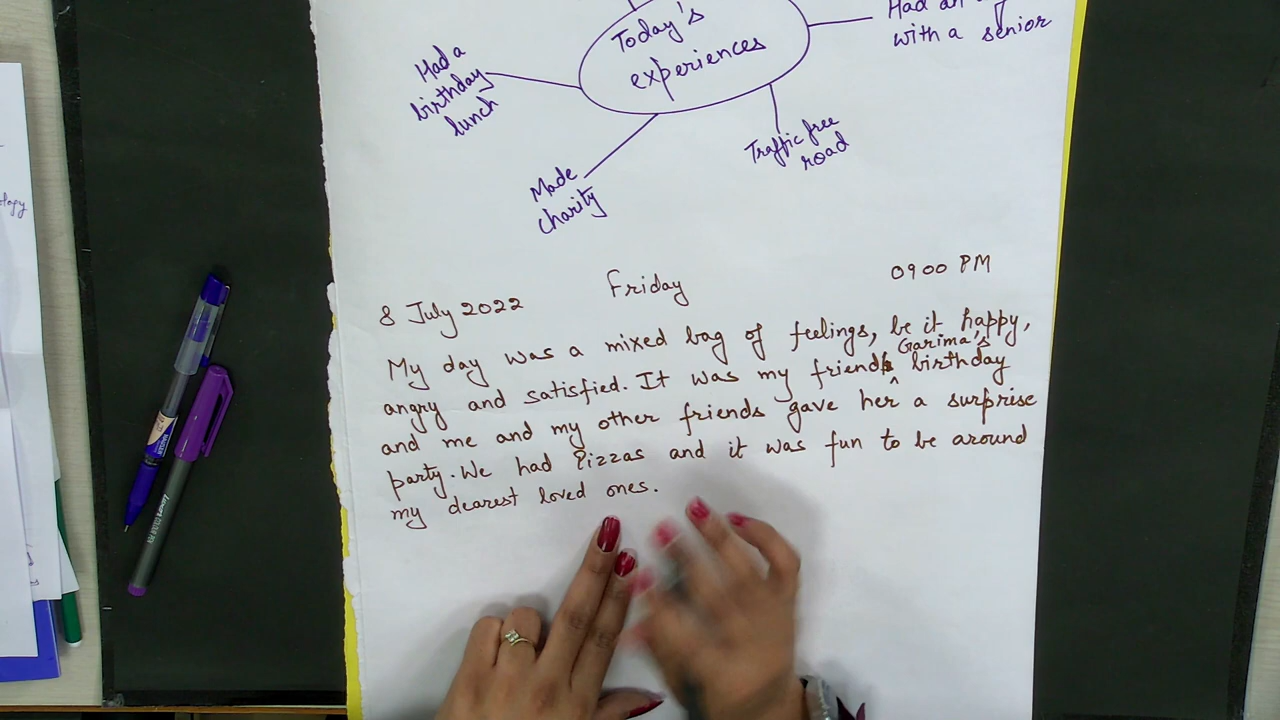 Today's
experiences
Had a
birthday
lunch
Made
charity
Traffic free
road
Had an
with a senior
8 July 2022
Friday
0900 PM
My day was a mixed bag of feelings, be it happy,
angry and satisfied. It was my friend Garima's birthday
and me and my other friends gave her a surprise
party. We had Pizzas and it was fun to be around
my dearest loved ones.